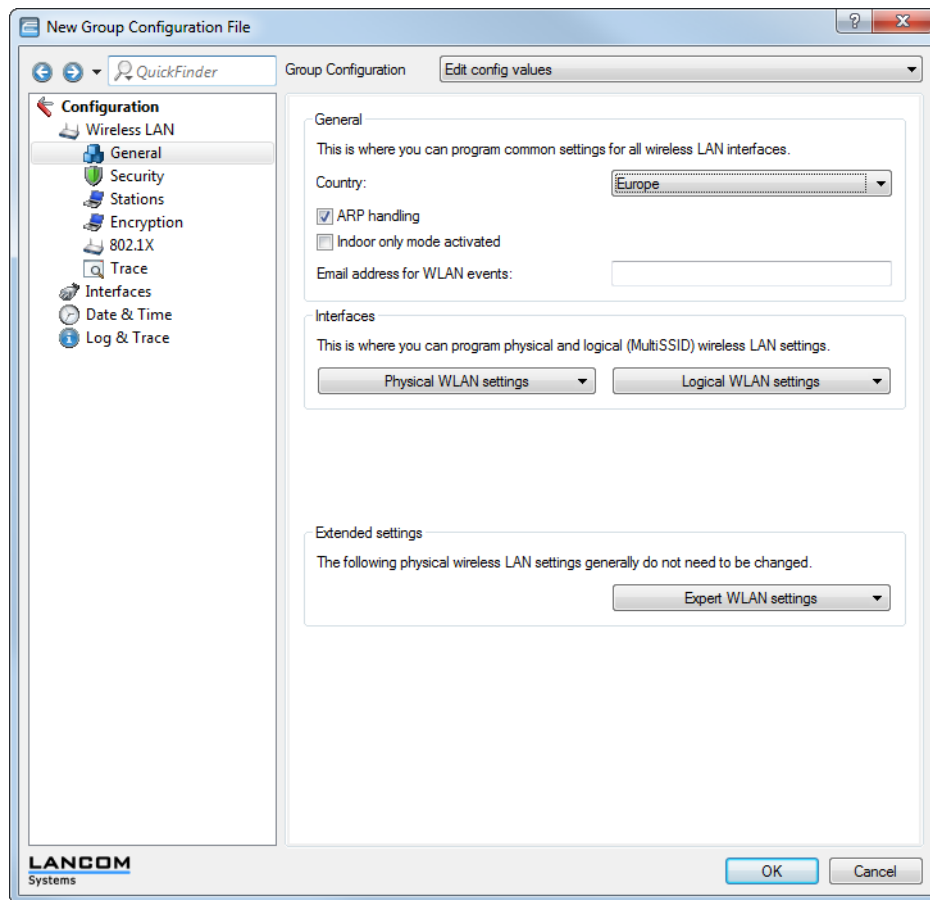 New Group Configuration File
QuickFinder
Group Configuration
Edit config values
Configuration
Wireless LAN
General
Security
Stations
Encryption
802.1X
Trace
Interfaces
Date & Time
Log & Trace
General
This is where you can program common settings for all wireless LAN interfaces.
Country:
Europe
ARP handling
Indoor only mode activated
Email address for WLAN events:
Interfaces
This is where you can program physical and logical (MultiSSID) wireless LAN settings.
Physical WLAN settings
Logical WLAN settings
Extended settings
The following physical wireless LAN settings generally do not need to be changed.
Expert WLAN settings
LANCOM
Systems
OK
Cancel